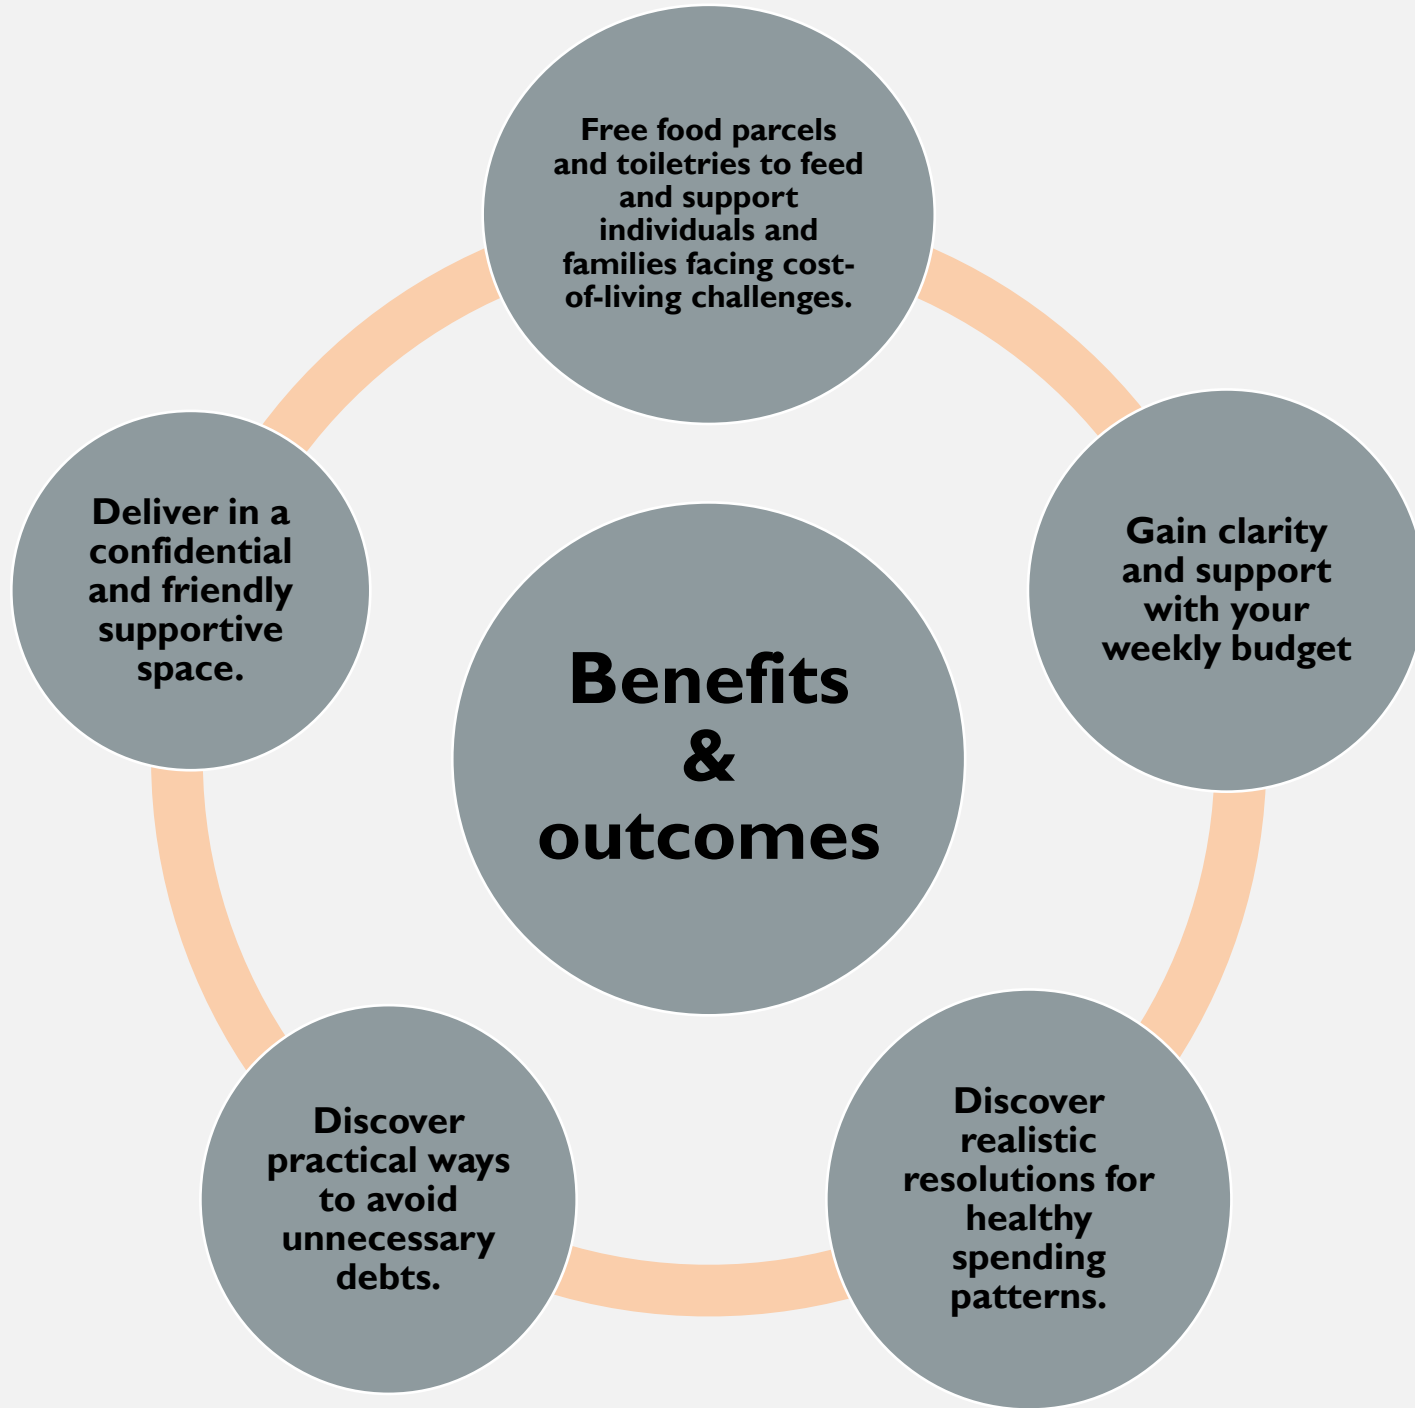 Free food parcels
and toiletries to feed
and support
individuals and
families facing cost-
of-living challenges.
Gain clarity
and support
with your
weekly budget
Discover
realistic
resolutions for
healthy
spending
patterns.
Discover
practical ways
to avoid
unnecessary
debts.
Deliver in a
confidential
and friendly
supportive
space.
Benefits
&
outcomes